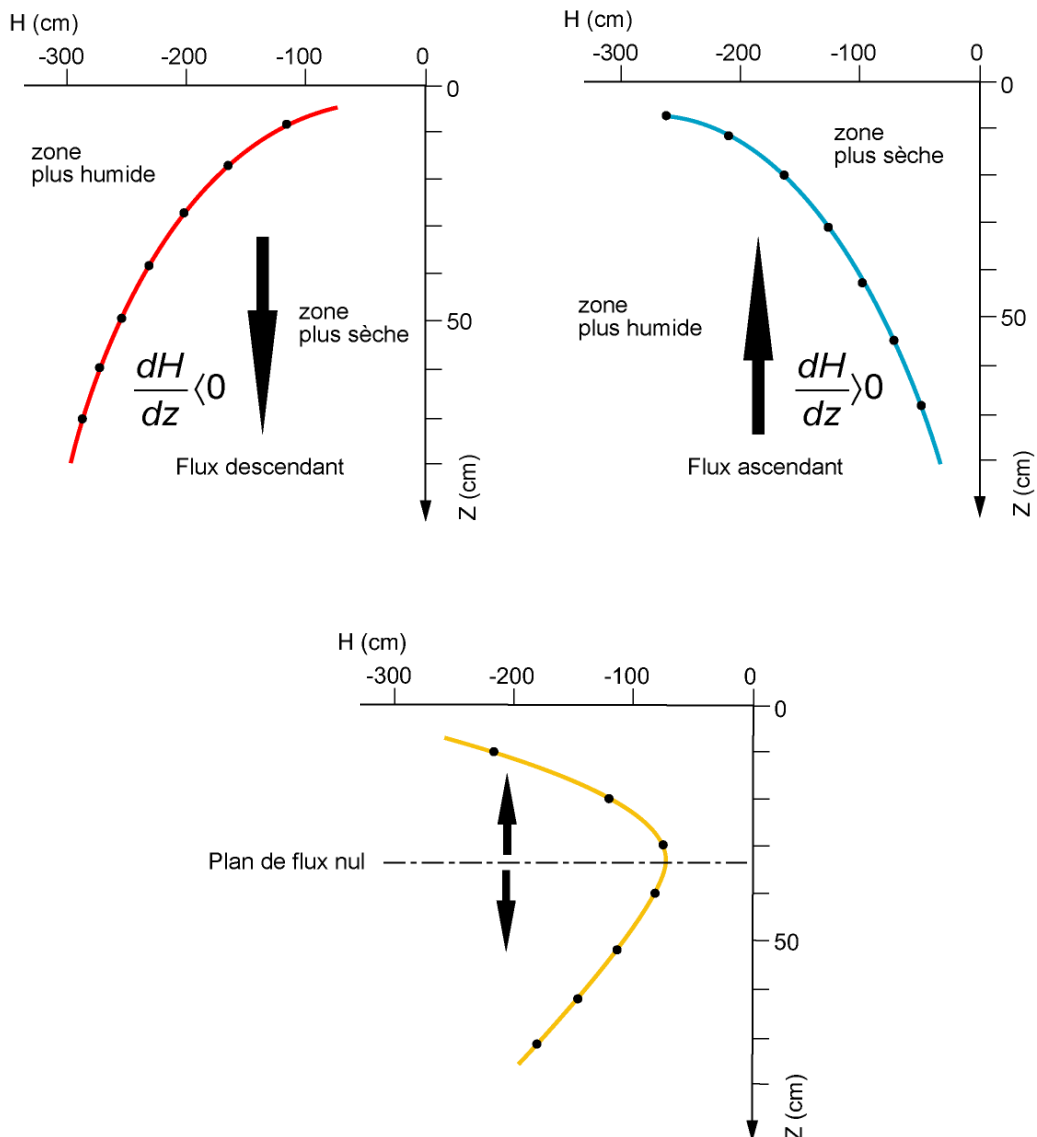 H (cm)
-300 -200 -100 0
0
zone
plus humide
zone
plus sèche
50
dH/dz ⟨0
Flux descendant
Z (cm)
H (cm)
-300 -200 -100 0
0
zone
plus sèche
zone
plus humide
50
dH/dz ⟩0
Flux ascendant
Z (cm)
H (cm)
-300 -200 -100 0
0
Plan de flux nul
50
Z (cm)